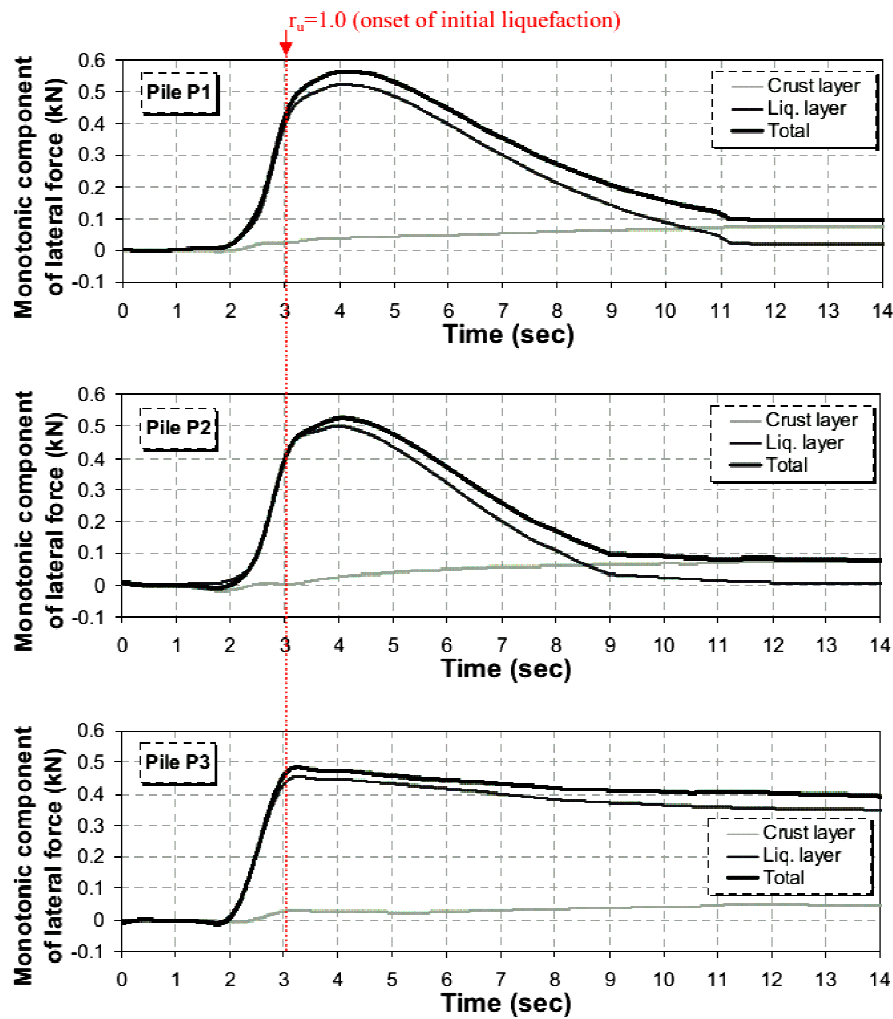 rᵤ=1.0 (onset of initial liquefaction)
Monotonic component
of lateral force (kN)
0.6
0.5
0.4
0.3
0.2
0.1
0
-0.1
Pile P1
Crust layer
Liq. layer
Total
0 1 2 3 4 5 6 7 8 9 10 11 12 13 14
Time (sec)
Monotonic component
of lateral force (kN)
0.6
0.5
0.4
0.3
0.2
0.1
0
-0.1
Pile P2
Crust layer
Liq. layer
Total
0 1 2 3 4 5 6 7 8 9 10 11 12 13 14
Time (sec)
Monotonic component
of lateral force (kN)
0.6
0.5
0.4
0.3
0.2
0.1
0
-0.1
Pile P3
Crust layer
Liq. layer
Total
0 1 2 3 4 5 6 7 8 9 10 11 12 13 14
Time (sec)